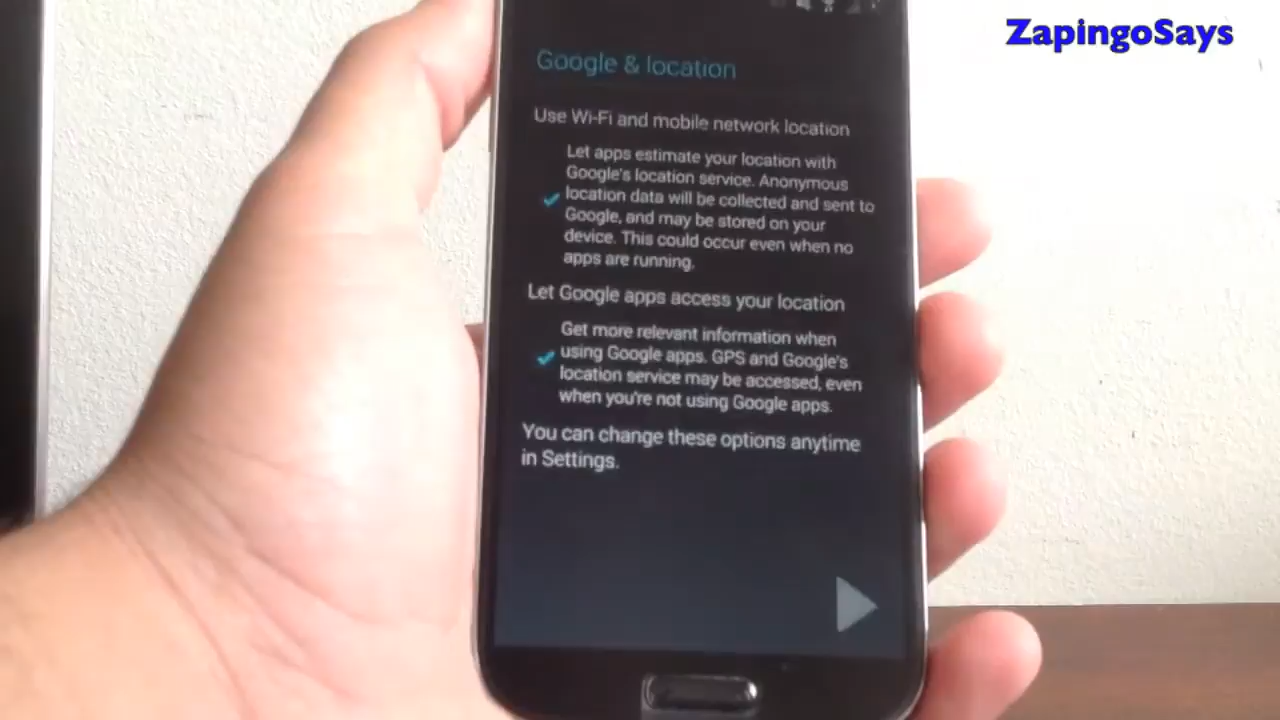 ZapingoSays
Google & location
Use Wi-Fi and mobile network location
Let apps estimate your location with
Google's location service. Anonymous
location data will be collected and sent to
Google, and may be stored on your
device. This could occur even when no
apps are running.
Let Google apps access your location
Get more relevant information when
using Google apps. GPS and Google's
location service may be accessed, even
when you're not using Google apps.
You can change these options anytime
in Settings.